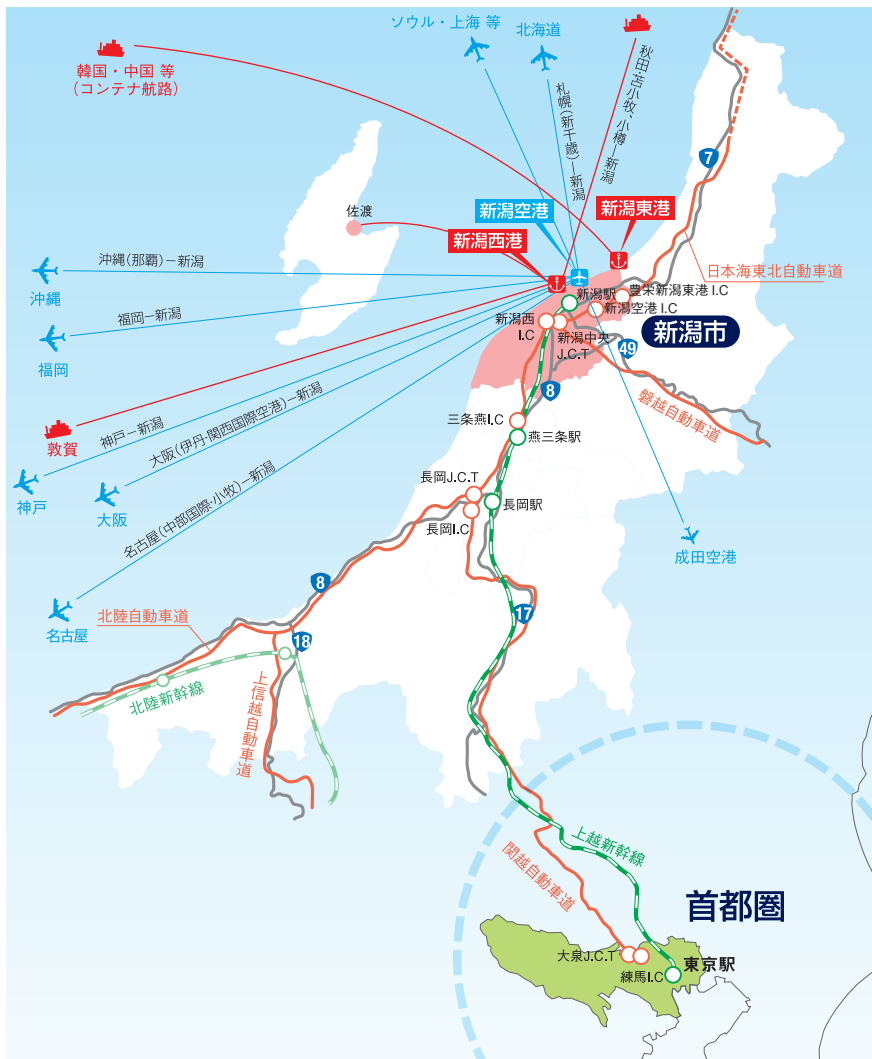 ソウル・上海 等
北海道
韓国・中国 等
(コンテナ航路)
秋田・苫小牧、小樽―新潟
札幌(新千歳)―新潟
7
佐渡
新潟空港
新潟東港
新潟西港
沖縄(那覇)−新潟
日本海東北自動車道
沖縄
新潟駅
豊栄新潟東港 I.C
新潟空港 I.C
福岡−新潟
新潟西
I.C
新潟中央
J.C.T
新潟市
福岡
49
8
磐越自動車道
三条燕I.C
燕三条駅
敦賀
神戸−新潟
大阪(伊丹・関西国際空港)−新潟
名古屋(中部国際・小牧)−新潟
長岡J.C.T
長岡駅
長岡I.C
神戸
大阪
成田空港
8
17
名古屋
北陸自動車道
18
北陸新幹線
上信越自動車道
上越新幹線
関越自動車道
首都圏
大泉J.C.T
練馬I.C
東京駅